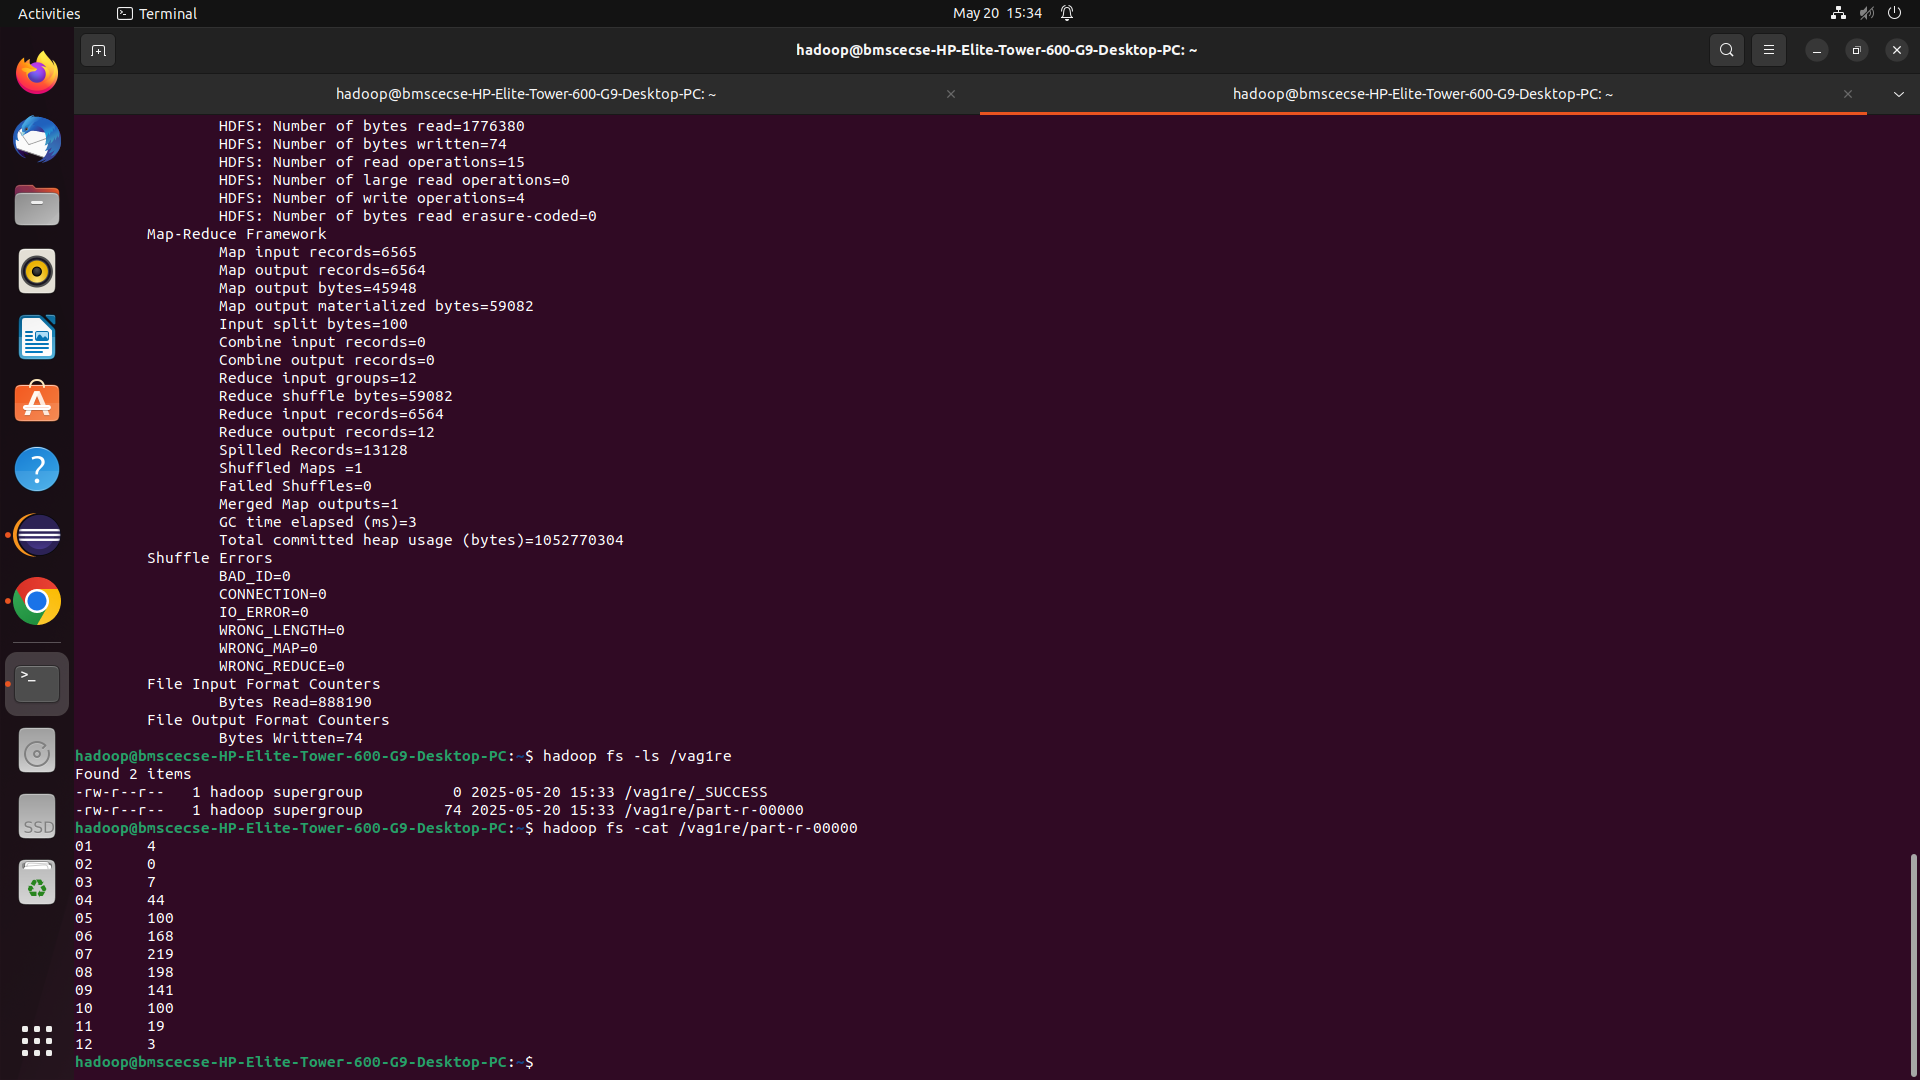 Activities Terminal May 20 15:34
hadoop@bmscecse-HP-Elite-Tower-600-G9-Desktop-PC: ~
hadoop@bmscecse-HP-Elite-Tower-600-G9-Desktop-PC: ~ hadoop@bmscecse-HP-Elite-Tower-600-G9-Desktop-PC: ~
HDFS: Number of bytes read=1776380
HDFS: Number of bytes written=74
HDFS: Number of read operations=15
HDFS: Number of large read operations=0
HDFS: Number of write operations=4
HDFS: Number of bytes read erasure-coded=0
Map-Reduce Framework
Map input records=6565
Map output records=6564
Map output bytes=45948
Map output materialized bytes=59082
Input split bytes=100
Combine input records=0
Combine output records=0
Reduce input groups=12
Reduce shuffle bytes=59082
Reduce input records=6564
Reduce output records=12
Spilled Records=13128
Shuffled Maps =1
Failed Shuffles=0
Merged Map outputs=1
GC time elapsed (ms)=3
Total committed heap usage (bytes)=1052770304
Shuffle Errors
BAD_ID=0
CONNECTION=0
IO_ERROR=0
WRONG_LENGTH=0
WRONG_MAP=0
WRONG_REDUCE=0
File Input Format Counters
Bytes Read=888190
File Output Format Counters
Bytes Written=74
hadoop@bmscecse-HP-Elite-Tower-600-G9-Desktop-PC:~$ hadoop fs -ls /vag1re
Found 2 items
-rw-r--r--   1 hadoop supergroup          0 2025-05-20 15:33 /vag1re/_SUCCESS
-rw-r--r--   1 hadoop supergroup         74 2025-05-20 15:33 /vag1re/part-r-00000
hadoop@bmscecse-HP-Elite-Tower-600-G9-Desktop-PC:~$ hadoop fs -cat /vag1re/part-r-00000
01	4
02	0
03	7
04	44
05	100
06	168
07	219
08	198
09	141
10	100
11	19
12	3
hadoop@bmscecse-HP-Elite-Tower-600-G9-Desktop-PC:~$
SSD